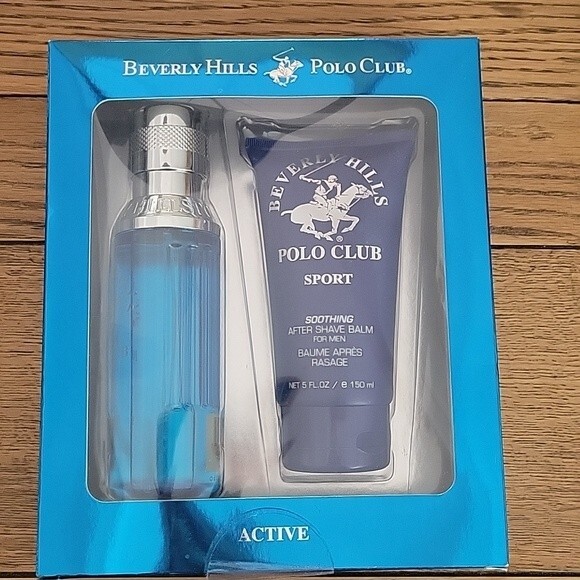 BEVERLY HILLS POLO CLUB®
BEVERLY HILLS
®
POLO CLUB
SPORT
SOOTHING
AFTER SHAVE BALM
FOR MEN
BAUME APRÈS
RASAGE
NET 5 FL.OZ / e 150 ml
ACTIVE